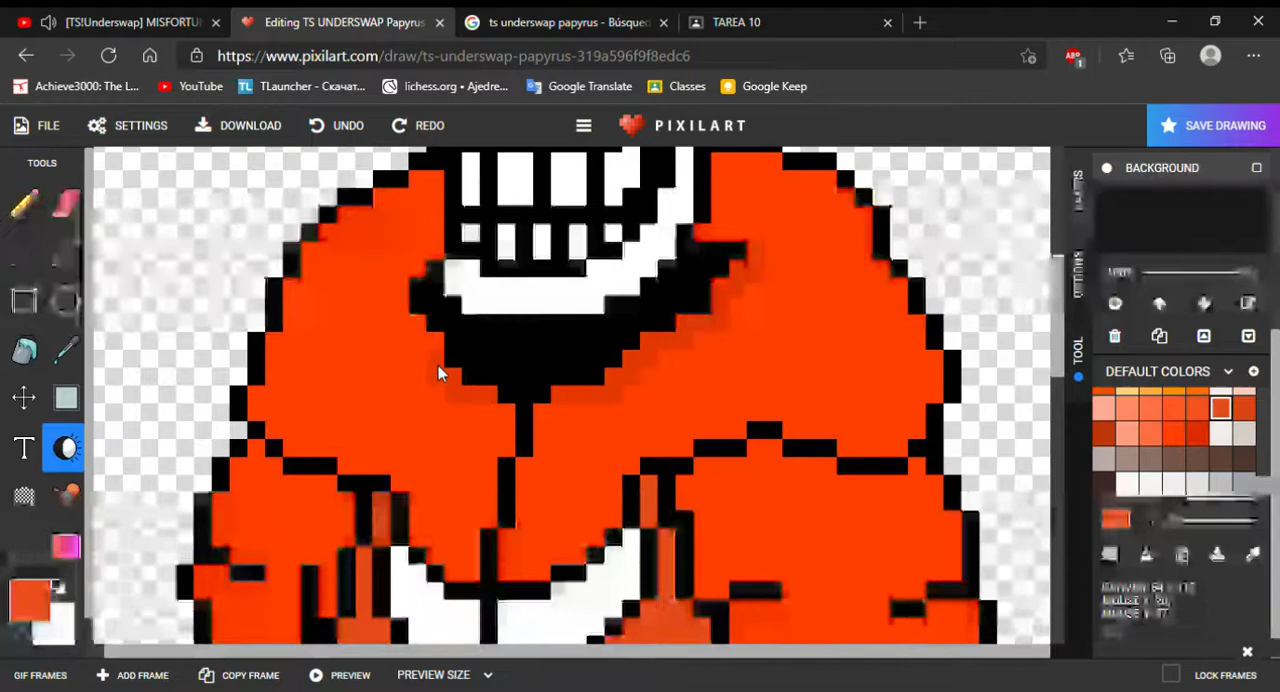 [TS!Underswap] MISFORTU
Editing TS UNDERSWAP Papyrus
ts underswap papyrus - Búsqued
TAREA 10
https://www.pixilart.com/draw/ts-underswap-papyrus-319a596f9f8edc6
1
Achieve3000: The L...
YouTube
TLauncher - Скачат...
lichess.org • Ajedre...
Google Translate
Classes
Google Keep
FILE
SETTINGS
DOWNLOAD
UNDO
REDO
PIXILART
SAVE DRAWING
TOOLS
BACKGROUND
OPTIONS
TOOL
DEFAULT COLORS
GIF FRAMES
ADD FRAME
COPY FRAME
PREVIEW
PREVIEW SIZE
LOCK FRAMES